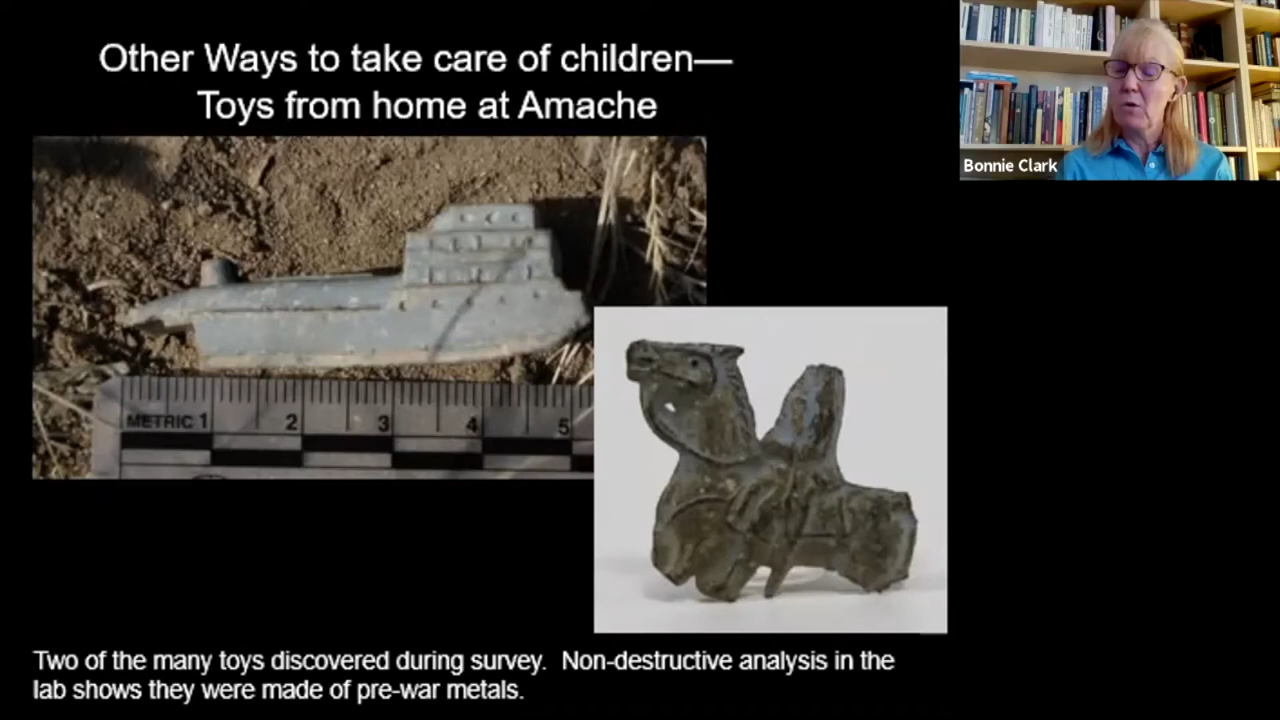 Other Ways to take care of children—
Toys from home at Amache
Bonnie Clark
METRIC 1 2 3 4 5
Two of the many toys discovered during survey. Non-destructive analysis in the
lab shows they were made of pre-war metals.